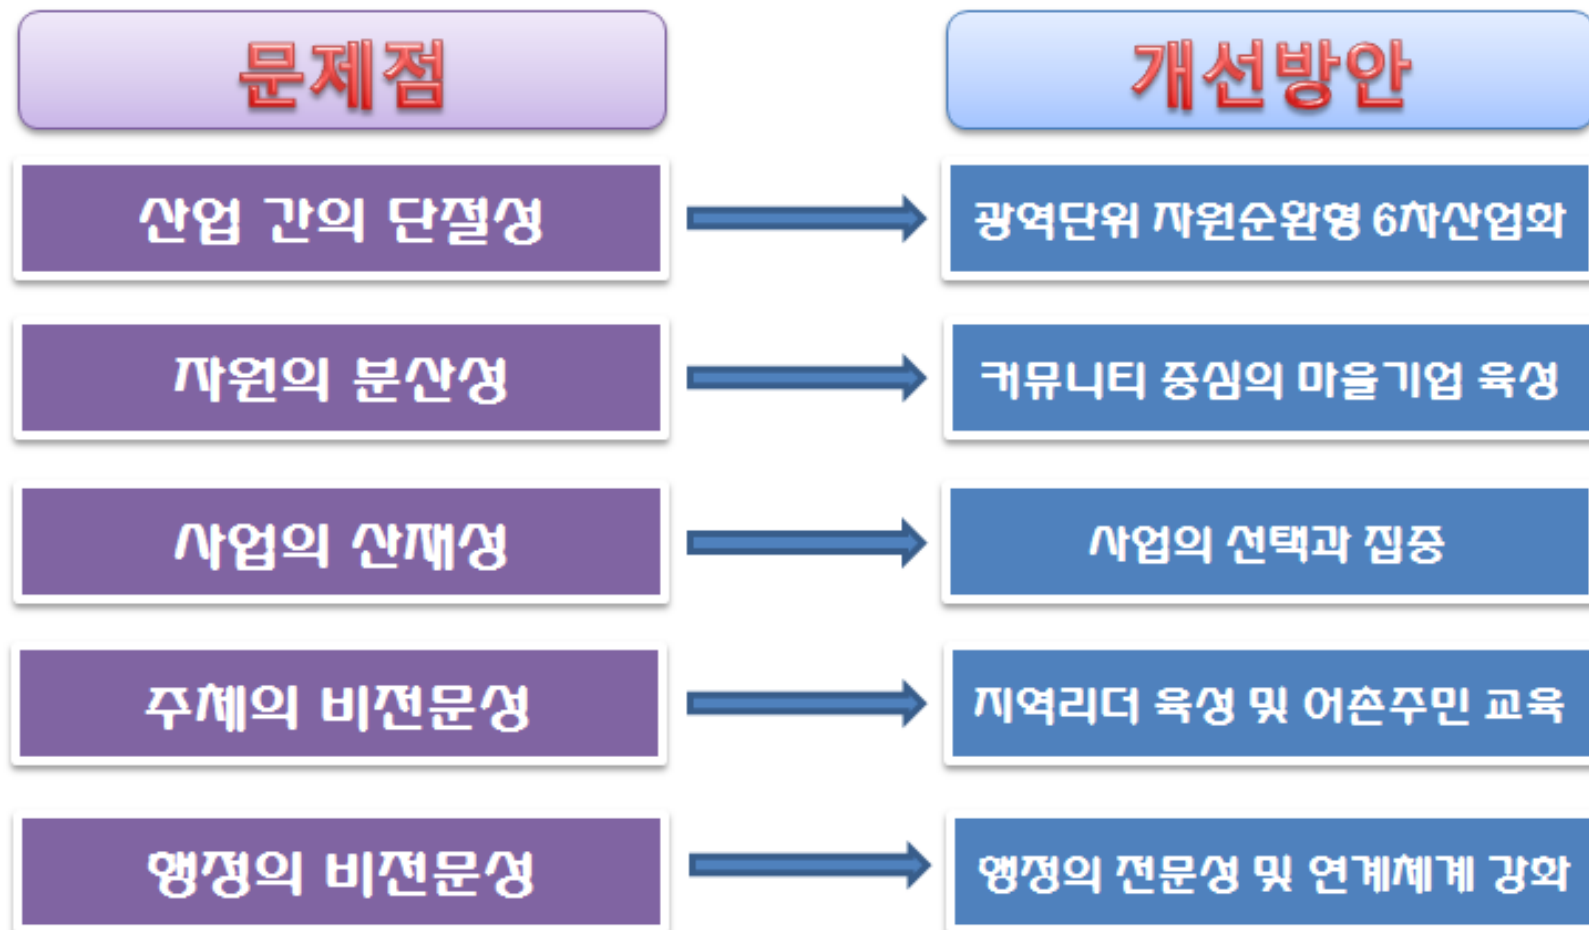 문제점
개선방안
산업 간의 단절성
광역단위 자원순환형 6차산업화
자원의 분산성
커뮤니티 중심의 마을기업 육성
사업의 산재성
사업의 선택과 집중
주체의 비전문성
지역리더 육성 및 어촌주민 교육
행정의 비전문성
행정의 전문성 및 연계체계 강화